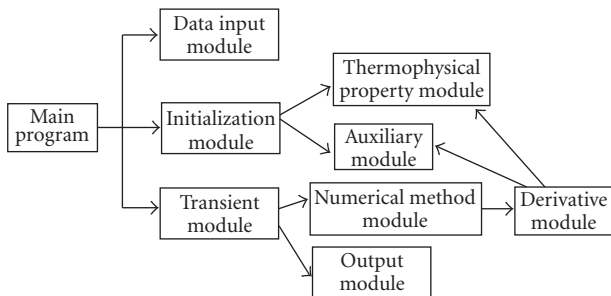 Data input
module
Thermophysical
property module
Main
program
Initialization
module
Auxiliary
module
Transient
module
Numerical method
module
Derivative
module
Output
module